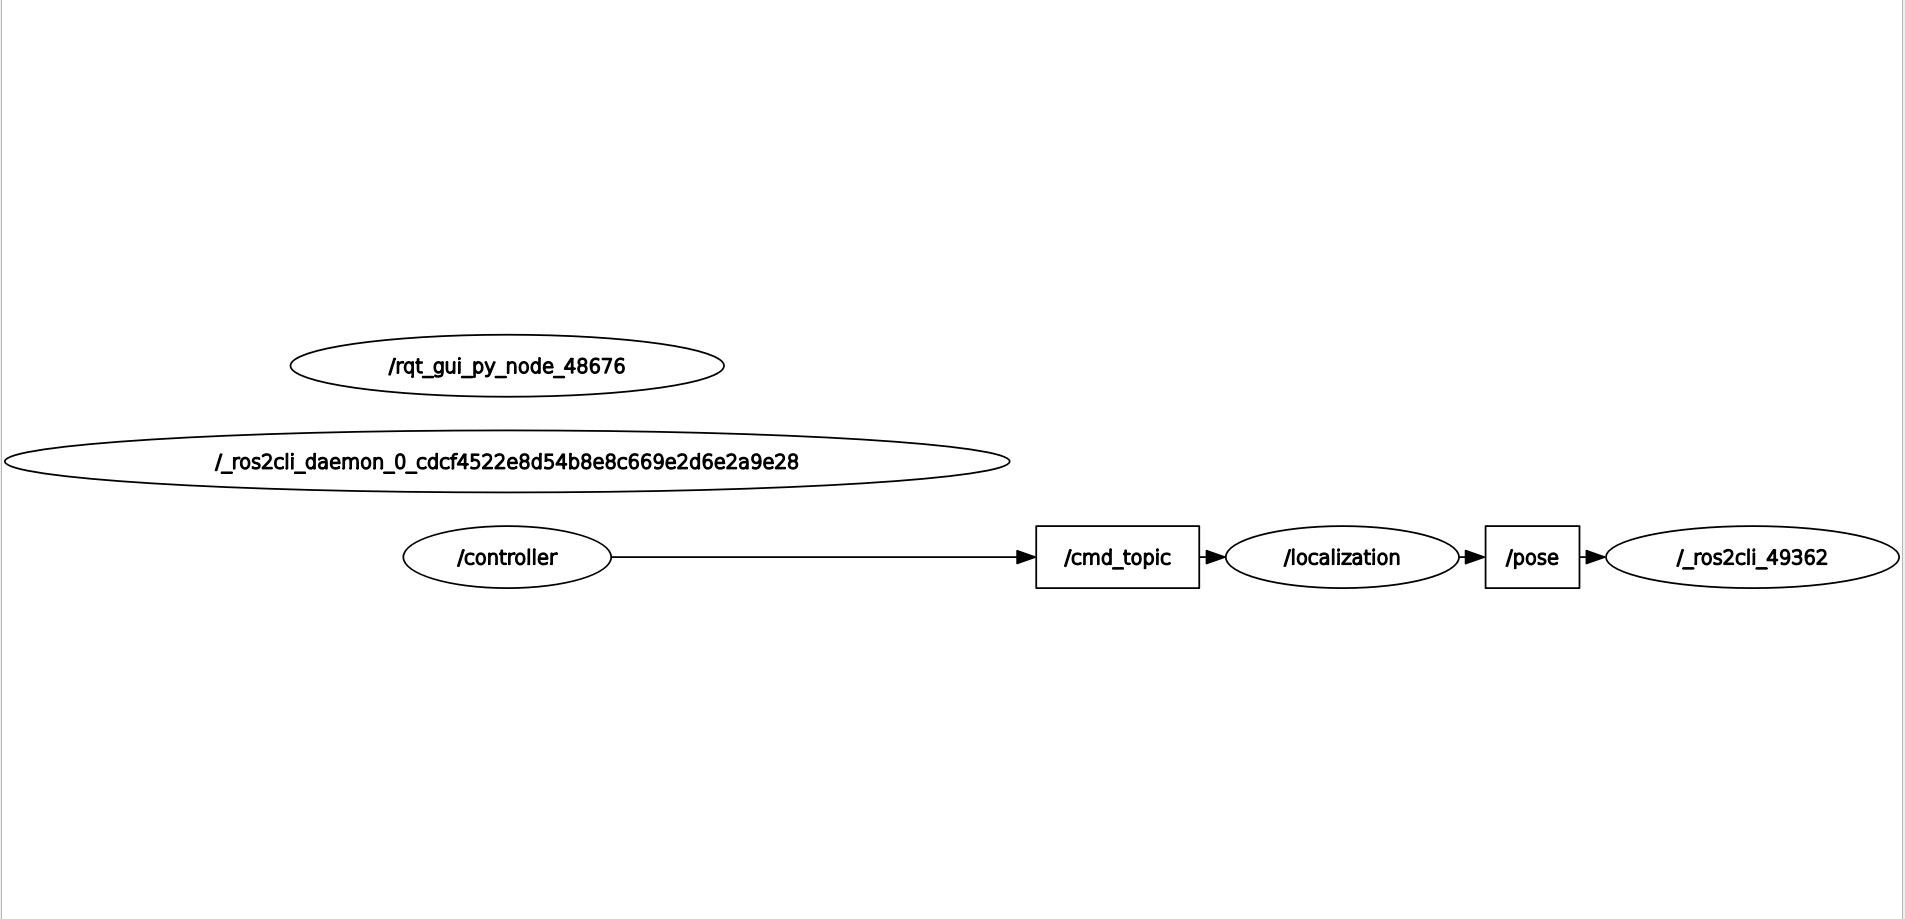 /rqt_gui_py_node_48676
/_ros2cli_daemon_0_cdcf4522e8d54b8e8c669e2d6e2a9e28
/controller
/cmd_topic
/localization
/pose
/_ros2cli_49362